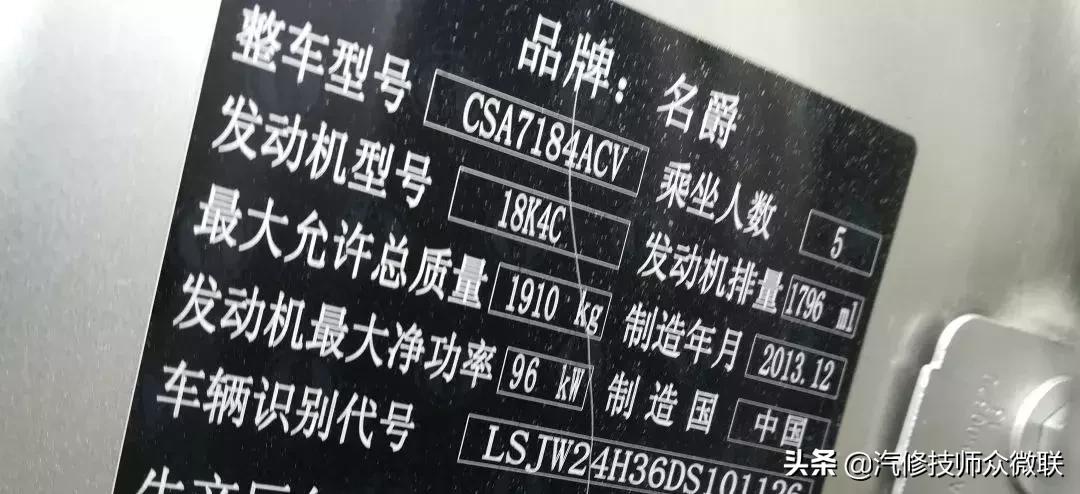 品牌：名爵
整车型号 CSA7184ACV 乘坐人数 5
发动机型号 18K4C 发动机排量 1796 ml
最大允许总质量 1910 kg 制造年月 2013.12
发动机最大净功率 96 kW 制造国 中国
车辆识别代号 LSJW24H36DS101126
头条 @汽修技师众微联